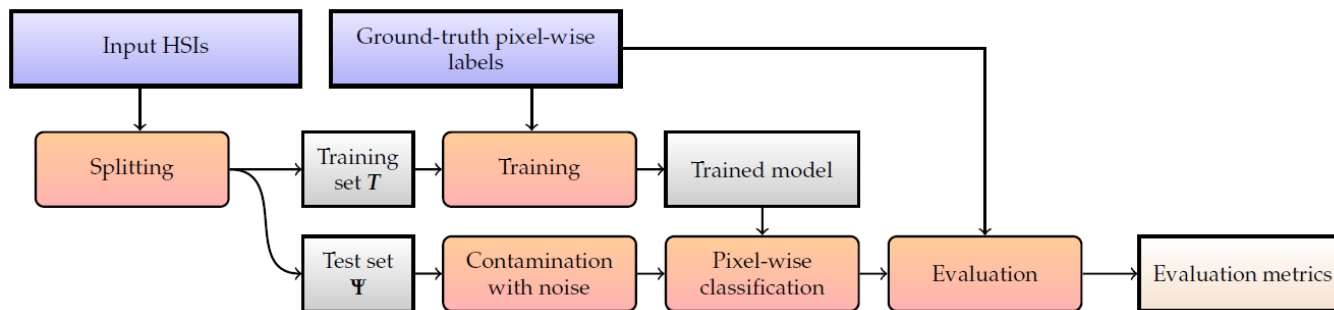 Input HSIs
Ground-truth pixel-wise
labels
Splitting
Training
set T
Training
Trained model
Test set
Ψ
Contamination
with noise
Pixel-wise
classification
Evaluation
Evaluation metrics